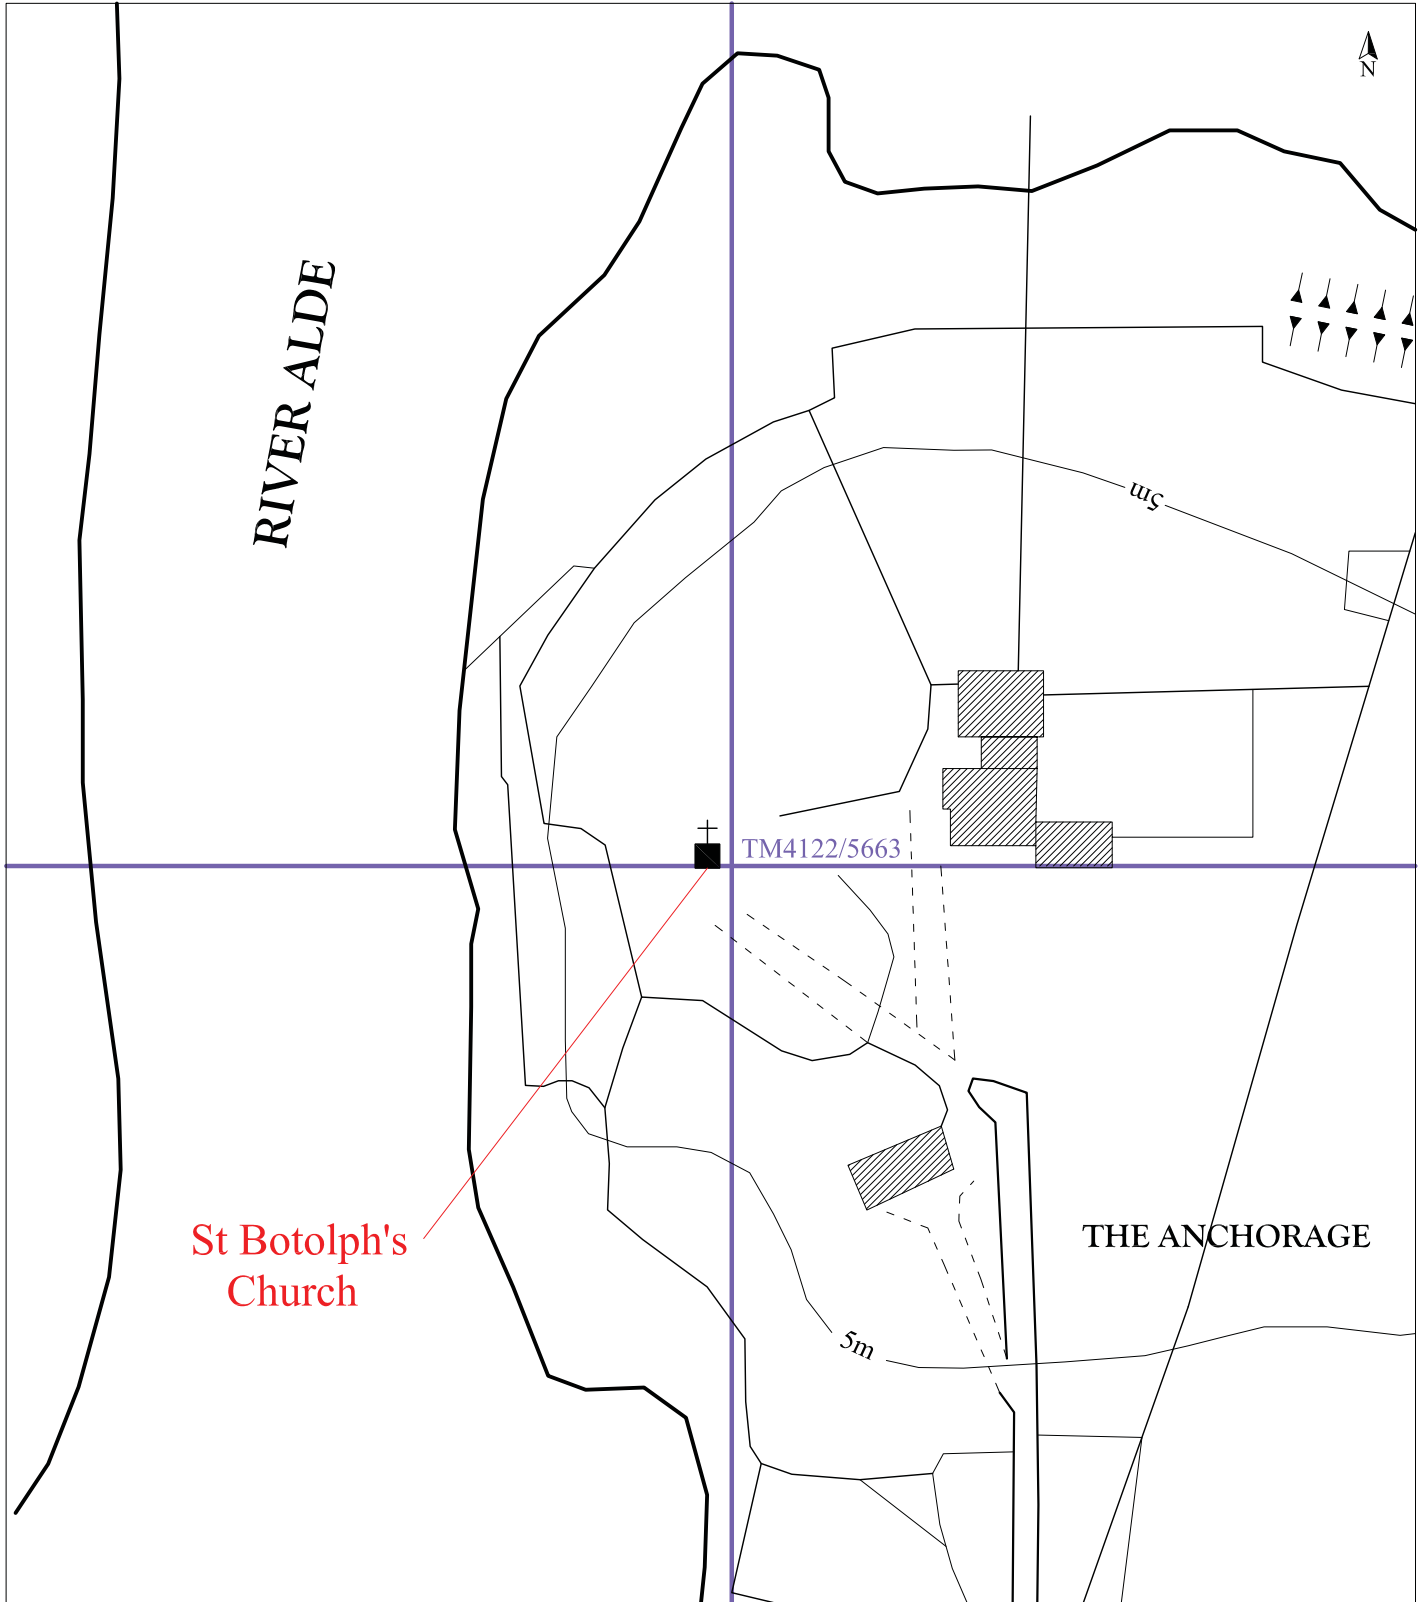 N
RIVER ALDE
5m
TM4122/5663
St Botolph's
Church
THE ANCHORAGE
5m